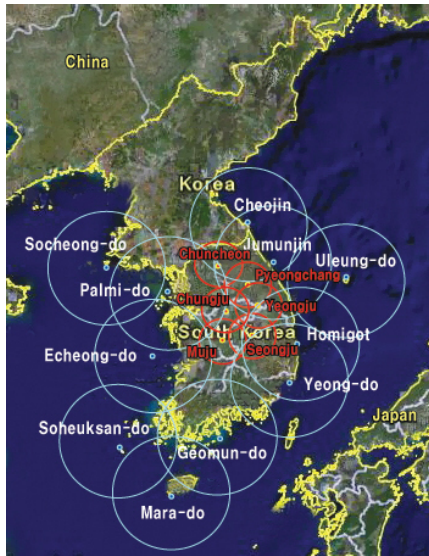 China
Korea
Cheojin
Socheong-do
Chuncheon
Jumunjin
Uleung-do
Pyeongchang
Palmi-do
Chungju
Yeongju
South Korea
Homigot
Echeong-do
Muju
Seongju
Yeong-do
Japan
Soheuksan-do
Geomun-do
Mara-do